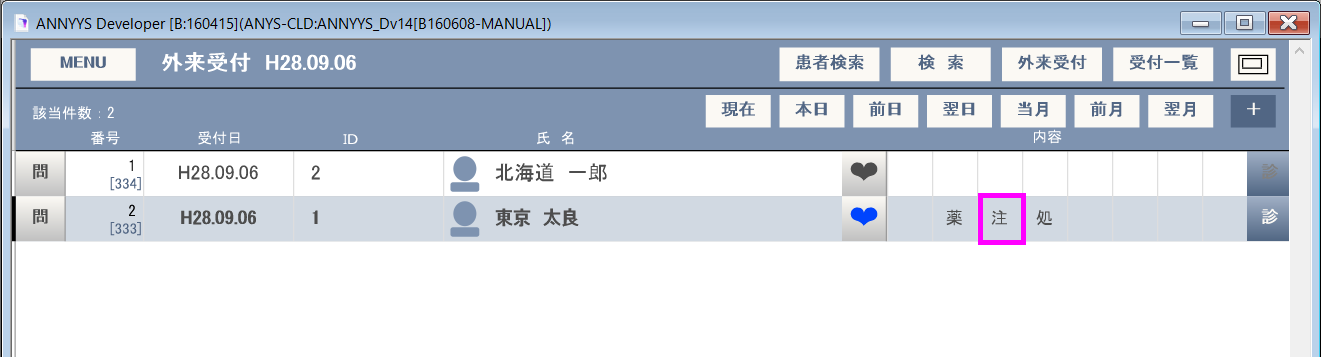 ANNYYS Developer [B:160415](ANYS-CLD:ANNYYS_Dv14[B160608-MANUAL])
MENU 外来受付 H28.09.06 患者検索 検 索 外来受付 受付一覧
該当件数 : 2 現在 本日 前日 翌日 当月 前月 翌月 +
番号 受付日 ID 氏 名 内容
問 1 [334] H28.09.06 2 北海道 一郎 診
問 2 [333] H28.09.06 1 東京 太良 薬 注 処 診